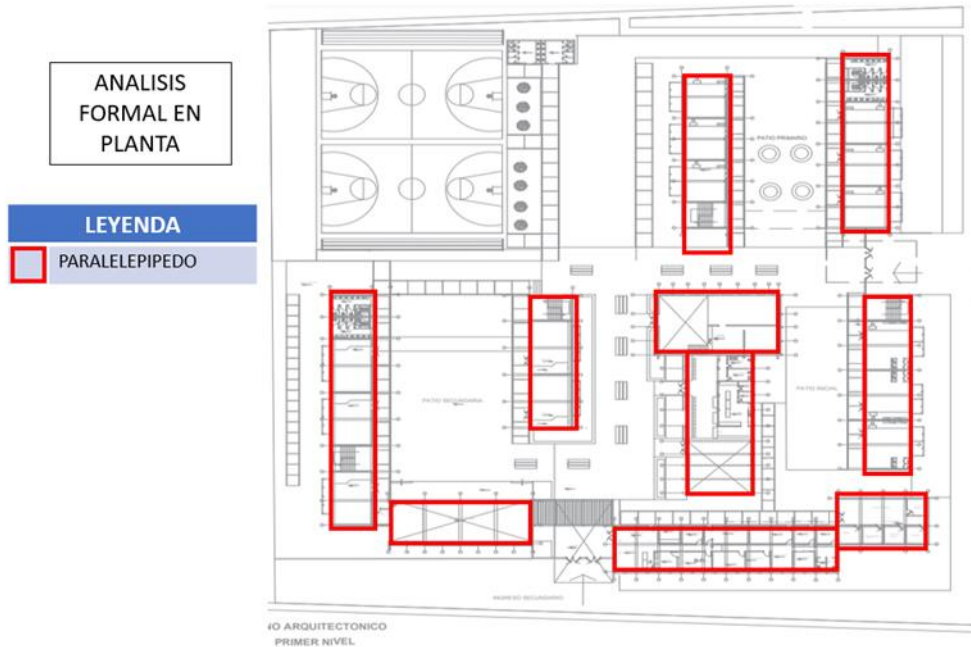 ANALISIS
FORMAL EN
PLANTA
LEYENDA
PARALELEPIPEDO
PATIO PRIMARIO
PATIO SECUNDARIA
PATIO INICIAL
INGRESO SECUNDARIO
NO ARQUITECTONICO
PRIMER NIVEL